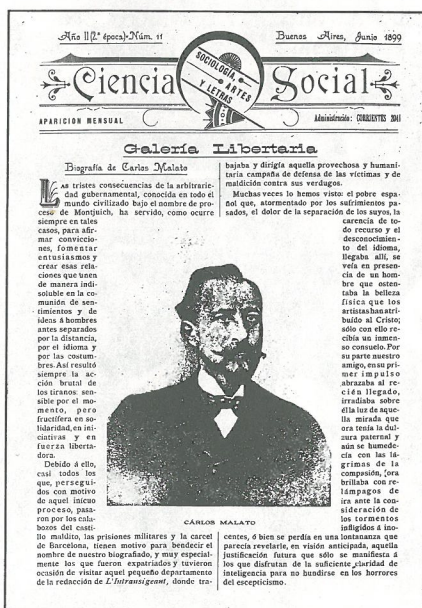 Año II (2.ª época)-Núm. 11
Buenos Aires, Junio 1899
Ciencia Social
SOCIOLOGÍA, ARTES
Y LETRAS
APARICION MENSUAL
Administración: CORRIENTES 2041
Galería Libertaria
Biografía de Carlos Malato
LAS tristes consecuencias de la arbitrarie-
dad gubernamental, conocida en todo el
mundo civilizado bajo el nombre de pro-
ceso de Montjuich, ha servido, como ocurre
siempre en tales
casos, para afir-
mar conviccio-
nes, fomentar
entusiasmos y
crear esas rela-
ciones que unen
de manera indi-
soluble en la co-
munión de sen-
timientos y de
ideas á hombres
antes separados
por la distancia,
por el idioma y
por las costum-
bres. Así resultó
siempre la ac-
ción brutal de
los tiranos: sen-
sible por el mo-
mento, pero
fructífera en so-
lidaridad, en ini-
ciativas y en
fuerza liberta-
dora.
Debido á ello,
casi todos los
que, persegui-
dos con motivo
de aquel inicuo
proceso, pasa-
ron por los cala-
bozos del casti-
llo maldito, las prisiones militares y la carcel
de Barcelona, tienen motivo para bendecir el
nombre de nuestro biografiado, y muy especial-
mente los que fueron expatriados y tuvieron
ocasión de visitar aquel pequeño departamento
de la redacción de L'Intransigeant, donde tra-
bajaba y dirigía aquella provechosa y humani-
taria campaña de defensa de las víctimas y de
maldición contra sus verdugos.
Muchas veces lo hemos visto: el pobre espa-
ñol que, atormentado por los sufrimientos pa-
sados, el dolor de la separación de los suyos, la
carencia de to-
do recurso y el
desconocimien-
to del idioma,
llegaba allí, se
veía en presen-
cia de un hom-
bre que osten-
taba la belleza
física que los
artistas han atri-
buído al Cristo;
sólo con ello re-
cibía un inmen-
so consuelo. Por
su parte nuestro
amigo, en su pri-
mer impulso
abrazaba al re-
cién llegado,
irradiaba sobre
él la luz de aque-
lla mirada que
ora tenía la dul-
zura paternal y
aún se humede-
cía con las lá-
grimas de la
compasión, ora
brillaba con re-
lámpagos de
ira ante la con-
sideración de
los tormentos
infligidos á ino-
centes, ó bien se perdía en una lontananza que
parecía revelarle, en visión anticipada, aquella
justificación futura que sólo se manifiesta á
los que disfrutan de la suficiente claridad de
inteligencia para no hundirse en los horrores
del escepticismo.
CÁRLOS MALATO